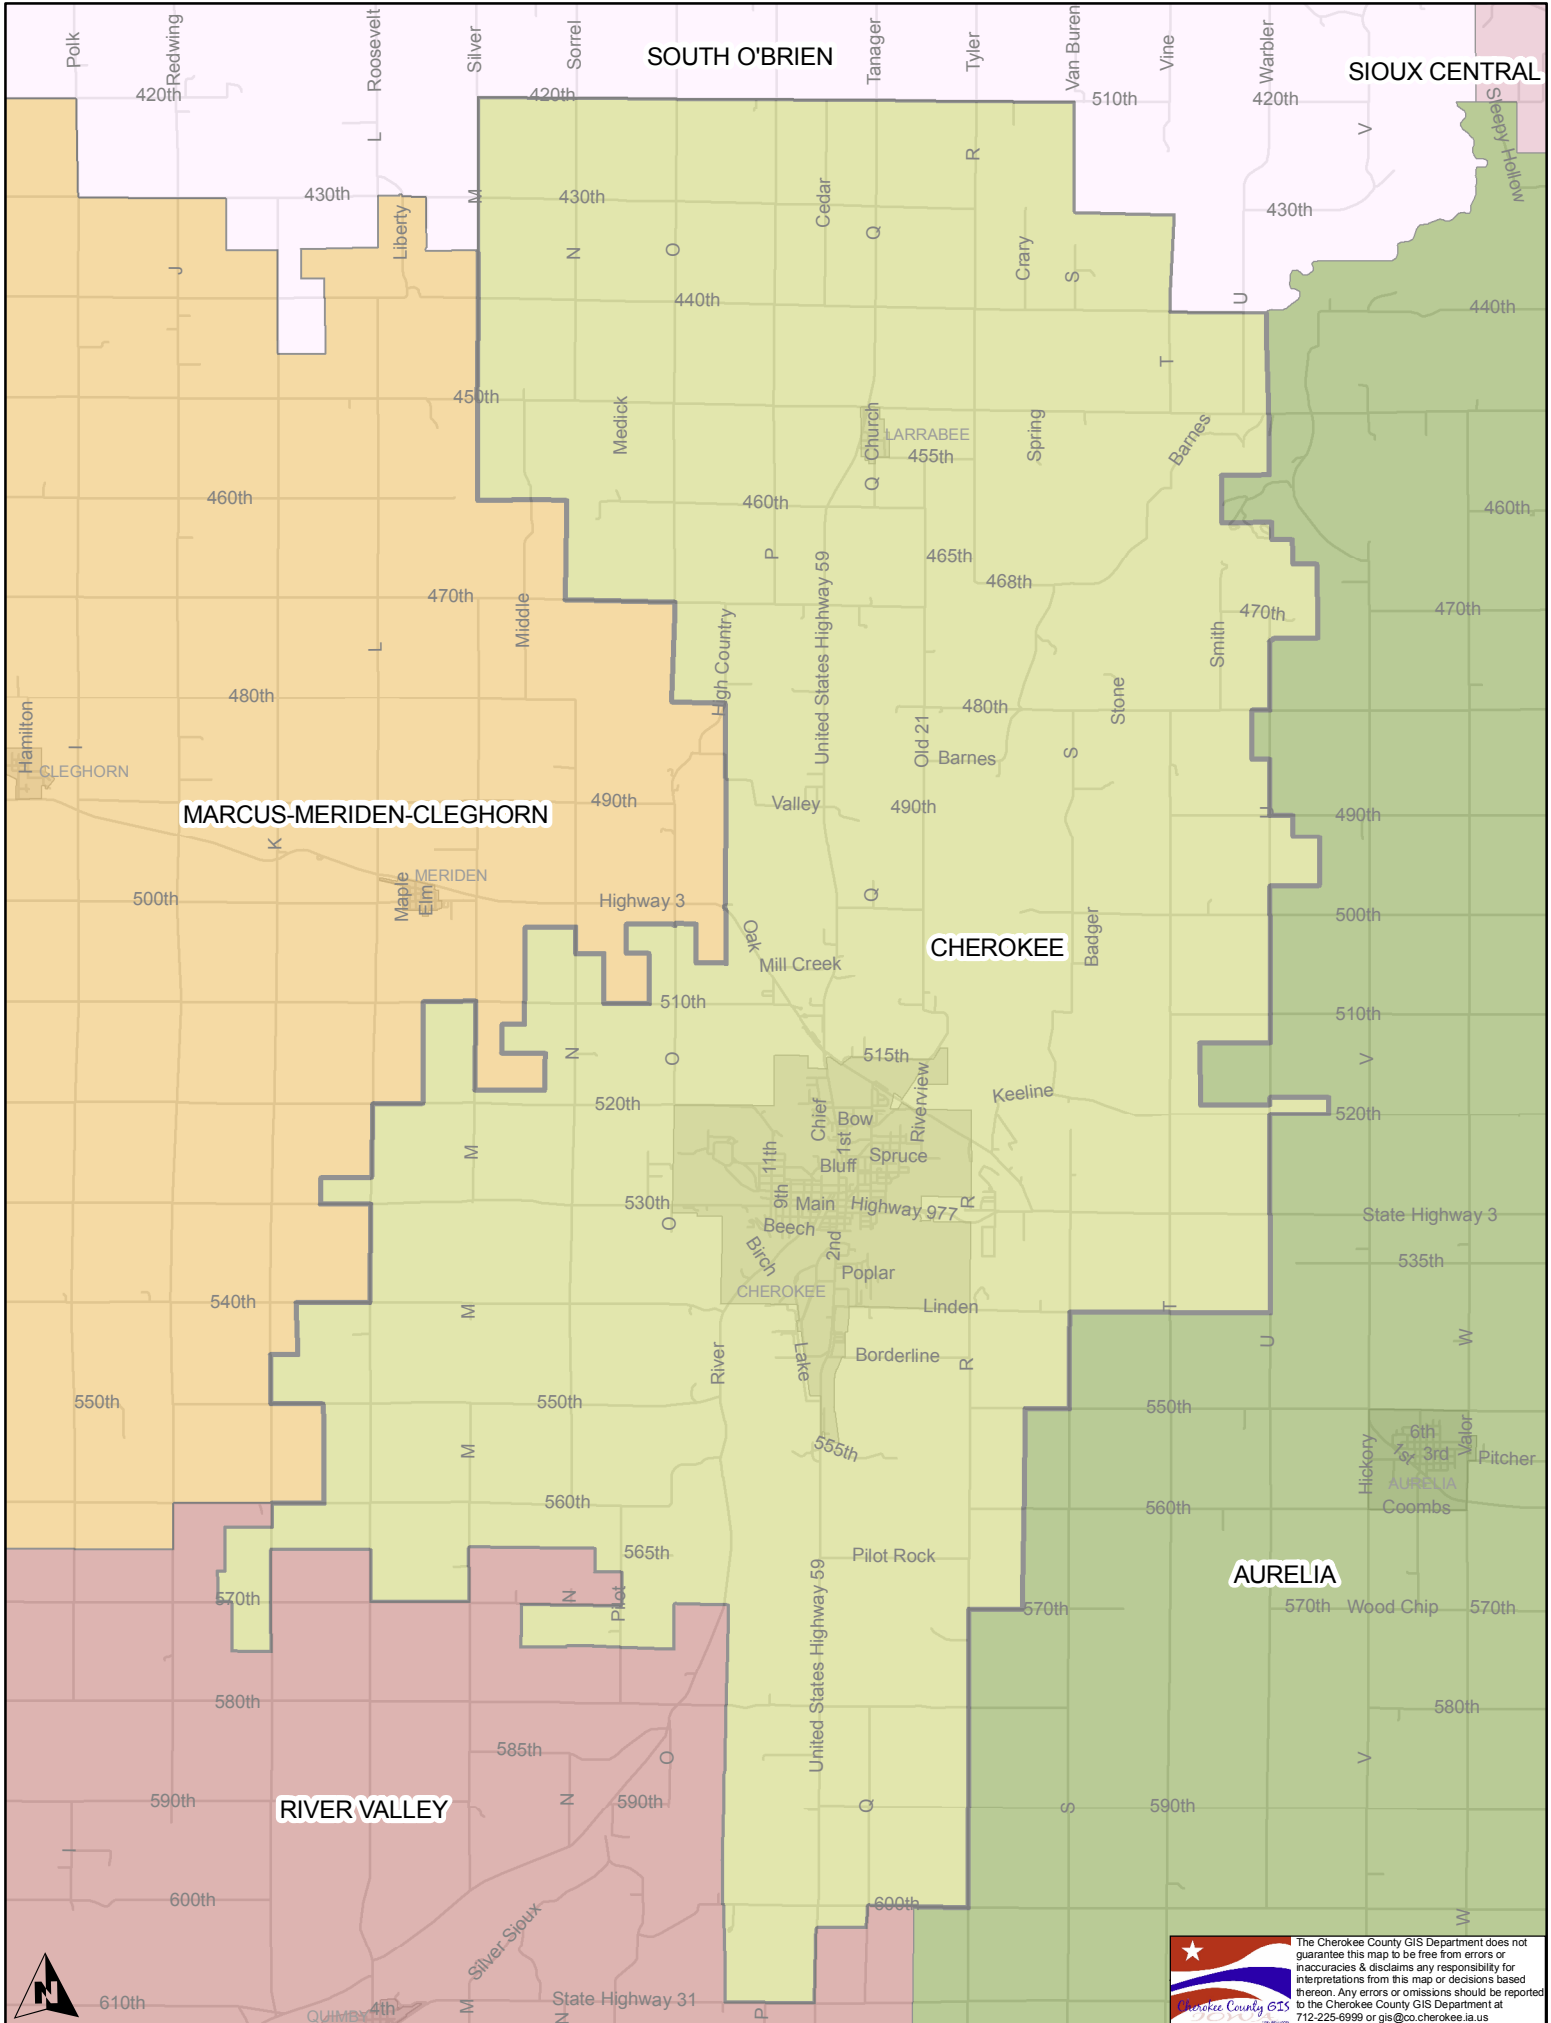 Polk
Redwing
Roosevelt
Silver
Sorrel
SOUTH O'BRIEN
Tanager
Tyler
Van Buren
Vine
Warbler
SIOUX CENTRAL
420th
420th
510th
420th
Sleepy Hollow
L
R
V
430th
M
430th
Cedar
430th
Liberty
Q
J
N
O
Crary
S
U
440th
440th
T
450th
Medick
Church
LARRABEE
Spring
Barnes
455th
460th
460th
Q
460th
P
465th
468th
United States Highway 59
470th
Middle
470th
470th
L
High Country
Smith
480th
Stone
480th
Hamilton
I
CLEGHORN
Old 21
Barnes
S
MARCUS-MERIDEN-CLEGHORN
490th
Valley
490th
U
490th
K
MERIDEN
Maple
Elm
500th
Highway 3
Q
500th
Oak
Mill Creek
CHEROKEE
Badger
510th
510th
N
O
515th
V
Keeline
520th
Chief
Bow
Riverview
520th
M
11th
1st
Bluff
Spruce
530th
9th
Main
Highway 977
R
State Highway 3
O
Beech
2nd
Birch
535th
Poplar
CHEROKEE
540th
M
Linden
T
River
Lake
Borderline
R
U
W
550th
550th
550th
M
555th
Hickory
6th
1st
3rd
Valor
Pitcher
AURELIA
Coombs
560th
560th
565th
Pilot Rock
AURELIA
570th
N
Pilot
United States Highway 59
570th
570th
Wood Chip
570th
580th
580th
585th
O
V
590th
RIVER VALLEY
N
590th
Q
S
590th
I
600th
600th
Silver Sioux
W
N
610th
QUIMBY
4th
M
State Highway 31
N
P
Cherokee County GIS
The Cherokee County GIS Department does not
guarantee this map to be free from errors or
inaccuracies & disclaims any responsibility for
interpretations from this map or decisions based
thereon. Any errors or omissions should be reported
to the Cherokee County GIS Department at
712-225-6999 or gis@co.cherokee.ia.us